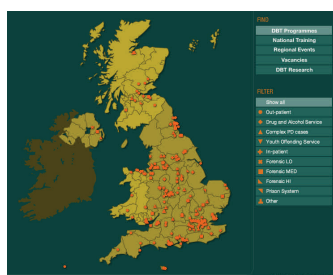 FIND
DBT Programmes
National Training
Regional Events
Vacancies
DBT Research
FILTER
Show all
Out-patient
Drug and Alcohol Service
Complex PD cases
Youth Offending Service
In-patient
Forensic LD
Forensic MED
Forensic HI
Prison System
Other